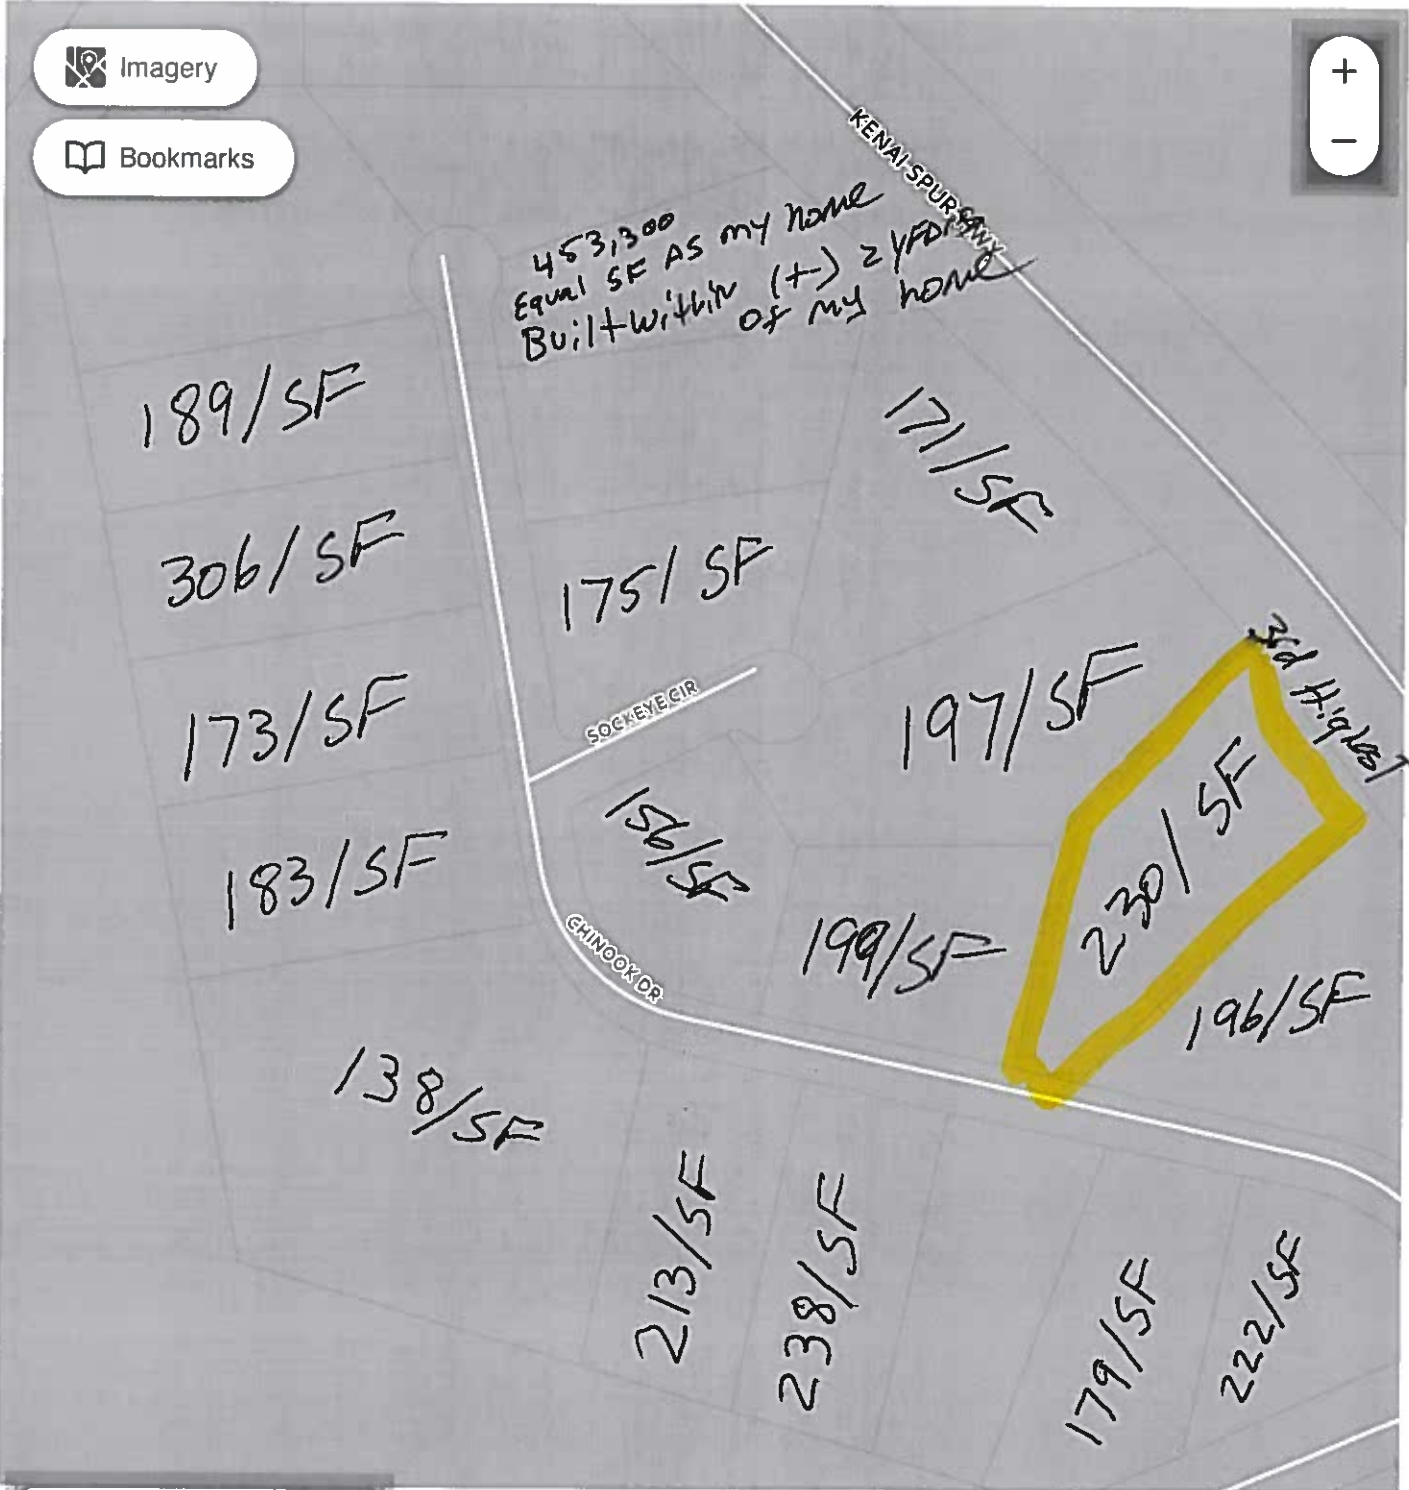 Imagery
Bookmarks
+
−
KENAI SPUR HWY
453,300
Equal SF AS my home
Built within (+-) 2 years
of my home
189/SF
171/SF
306/SF
175/SF
3rd Highest
173/SF
SOCKEYE CIR
197/SF
230/SF
156/SF
183/SF
CHINOOK DR
199/SF
196/SF
138/SF
213/SF
238/SF
179/SF
222/SF